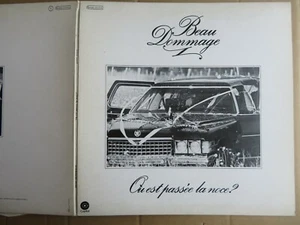 Beau
Dommage
Où est passée la noce?